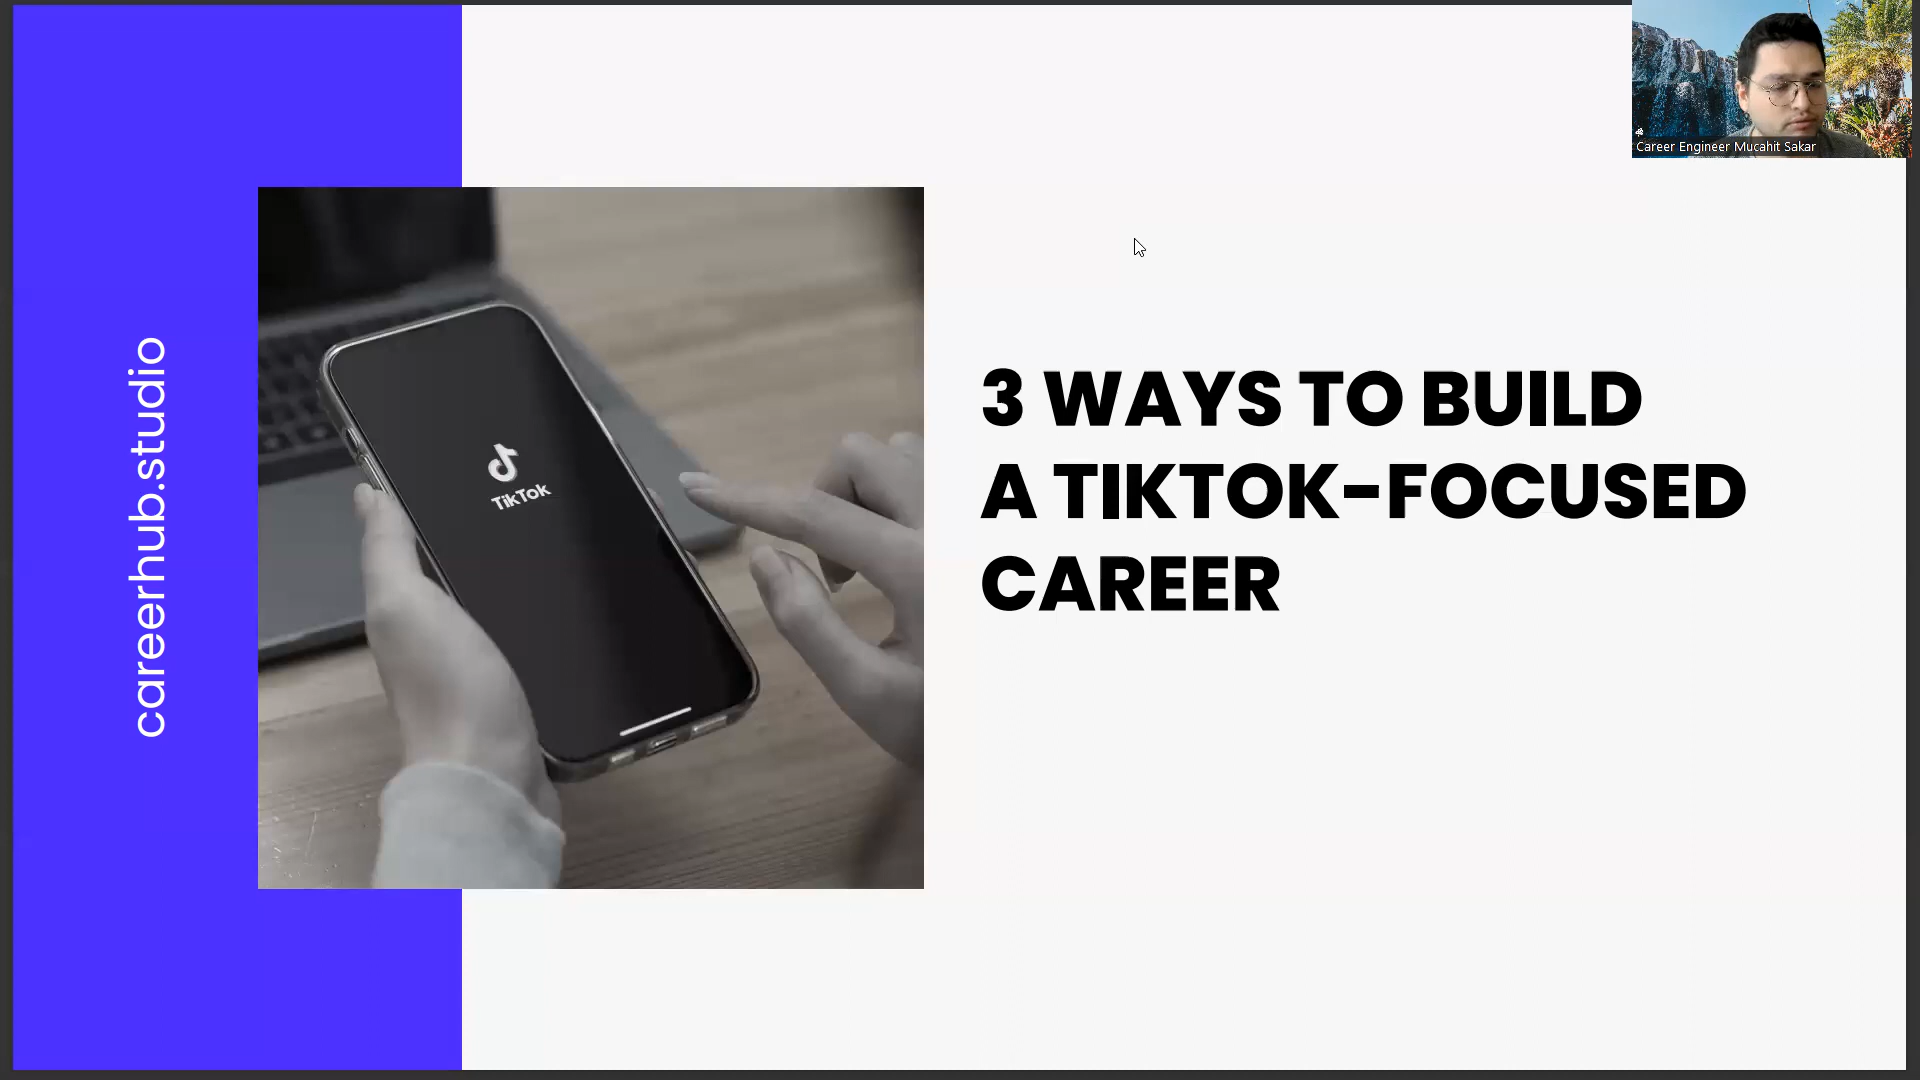 careerhub.studio
TikTok
3 WAYS TO BUILD
A TIKTOK-FOCUSED
CAREER
Career Engineer Mucahit Sakar